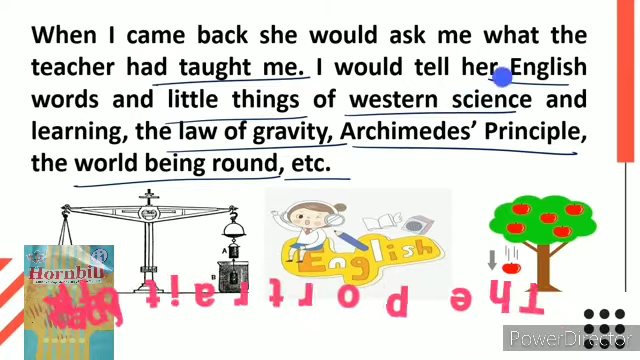 When I came back she would ask me what the
teacher had taught me. I would tell her English
words and little things of western science and
learning, the law of gravity, Archimedes' Principle,
the world being round, etc.
A
B
English
Hornbill
The portrait
PowerDirector